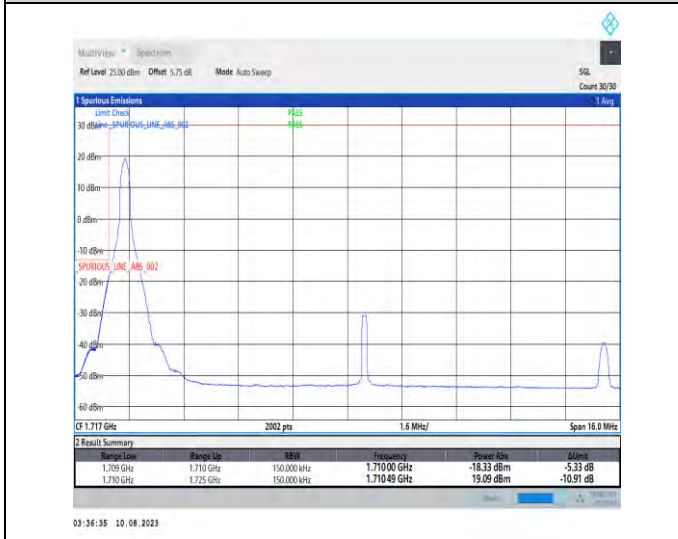 MultiView Spectrum
Ref Level 25.00 dBm Offset 5.75 dB Mode Auto Sweep SGL
Count 30/30
1 Spurious Emissions 1 Avg
Limit Check PASS
30 dBm Line _SPURIOUS_LINE_ABS_002 PASS
20 dBm
10 dBm
0 dBm
-10 dBm
_SPURIOUS_LINE_ABS_002
-20 dBm
-30 dBm
-40 dBm
-50 dBm
-60 dBm
CF 1.717 GHz 2002 pts 1.6 MHz/ Span 16.0 MHz
2 Result Summary
Range Low Range Up RBW Frequency Power Abs ΔLimit
1.709 GHz 1.710 GHz 150.000 kHz 1.71000 GHz -18.33 dBm -5.33 dB
1.710 GHz 1.725 GHz 150.000 kHz 1.71049 GHz 19.09 dBm -10.91 dB
03:36:35 10.08.2023